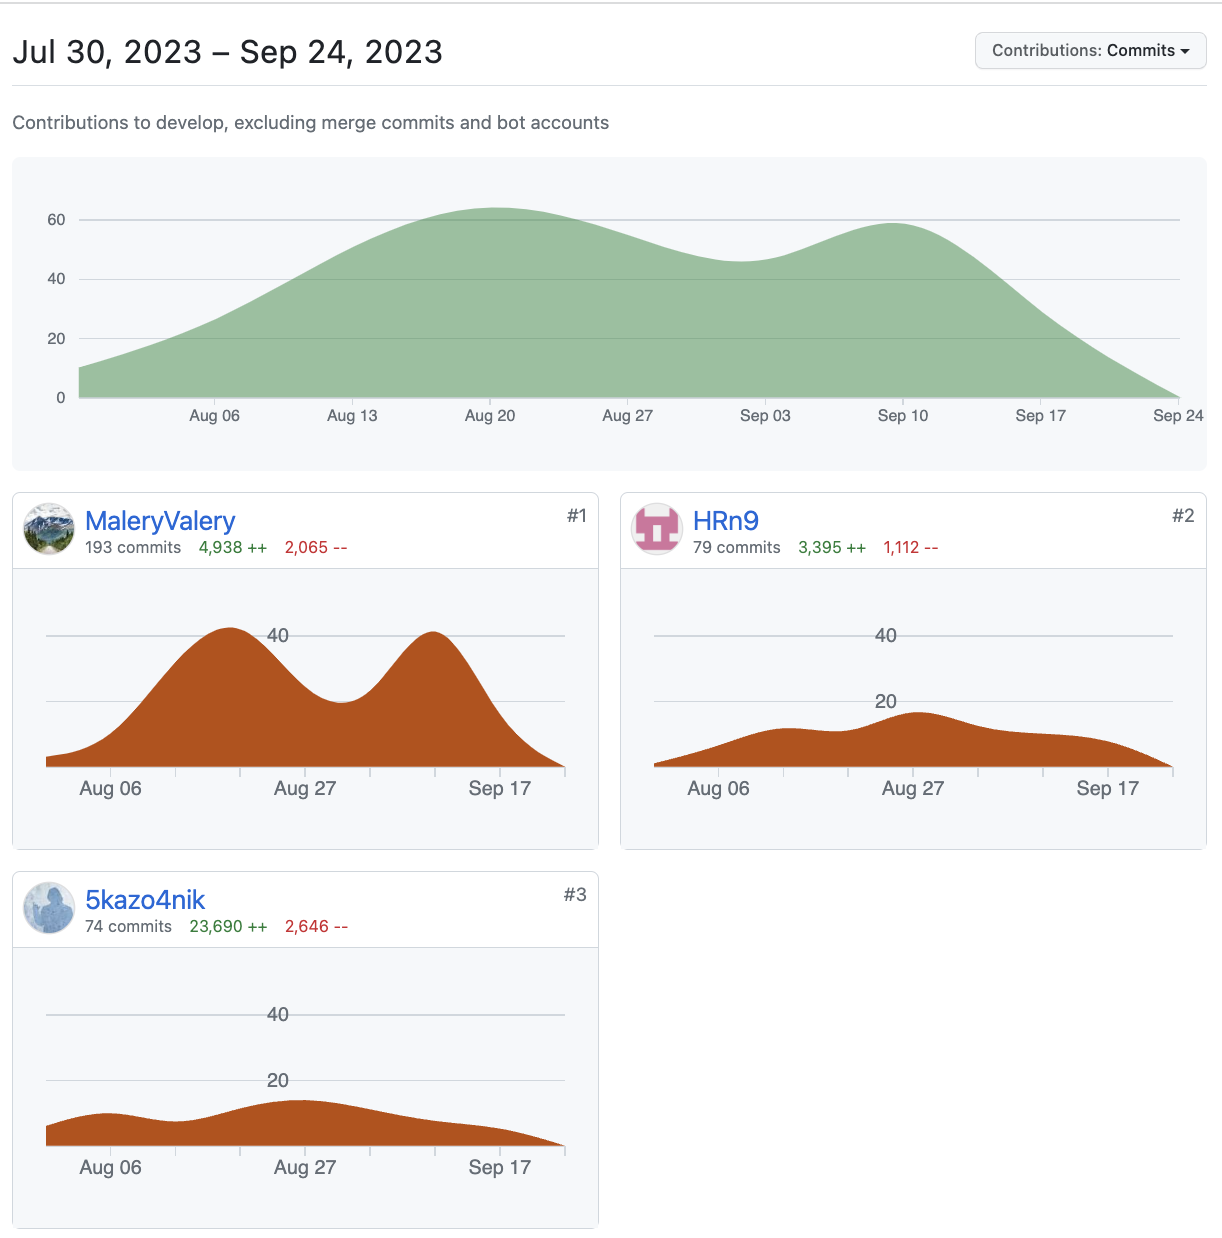 Jul 30, 2023 – Sep 24, 2023
Contributions: Commits
Contributions to develop, excluding merge commits and bot accounts
60
40
20
0
Aug 06 Aug 13 Aug 20 Aug 27 Sep 03 Sep 10 Sep 17 Sep 24
MaleryValery #1
193 commits 4,938 ++ 2,065 --
40
Aug 06 Aug 27 Sep 17
HRn9 #2
79 commits 3,395 ++ 1,112 --
40
20
Aug 06 Aug 27 Sep 17
5kazo4nik #3
74 commits 23,690 ++ 2,646 --
40
20
Aug 06 Aug 27 Sep 17